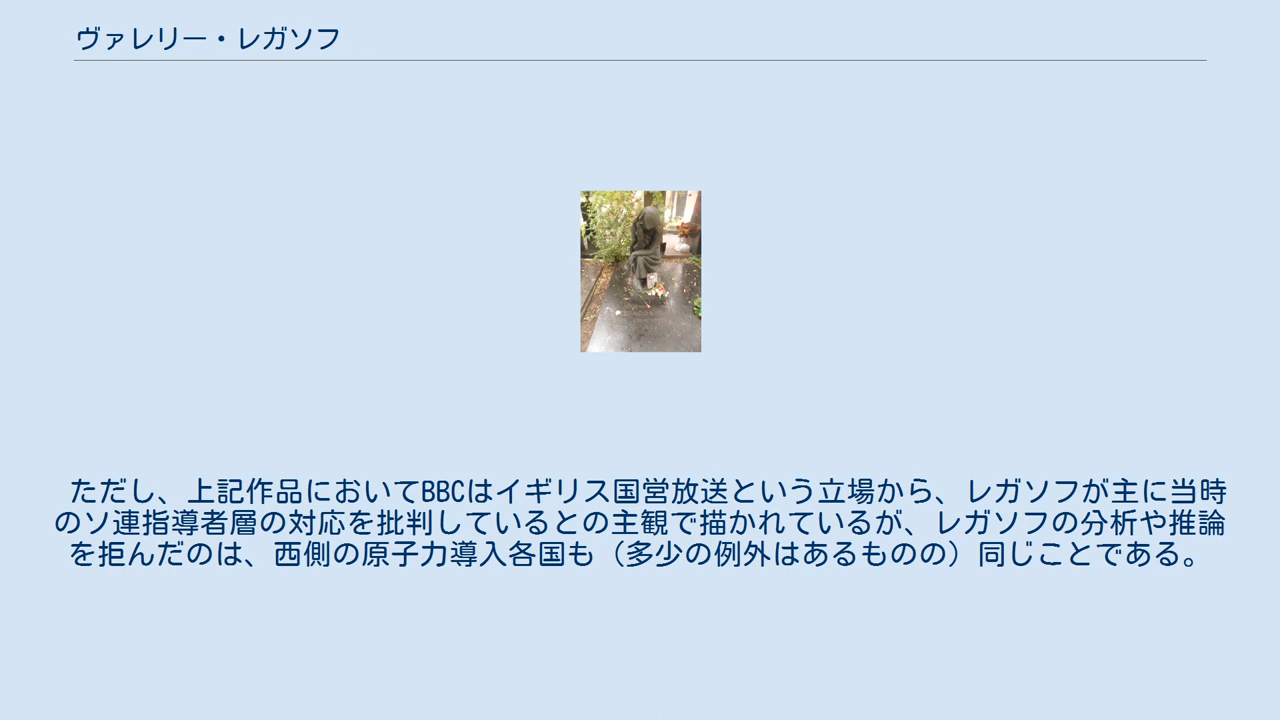 ヴァレリー・レガソフ
ただし、上記作品においてBBCはイギリス国営放送という立場から、レガソフが主に当時
のソ連指導者層の対応を批判しているとの主観で描かれているが、レガソフの分析や推論
を拒んだのは、西側の原子力導入各国も（多少の例外はあるものの）同じことである。